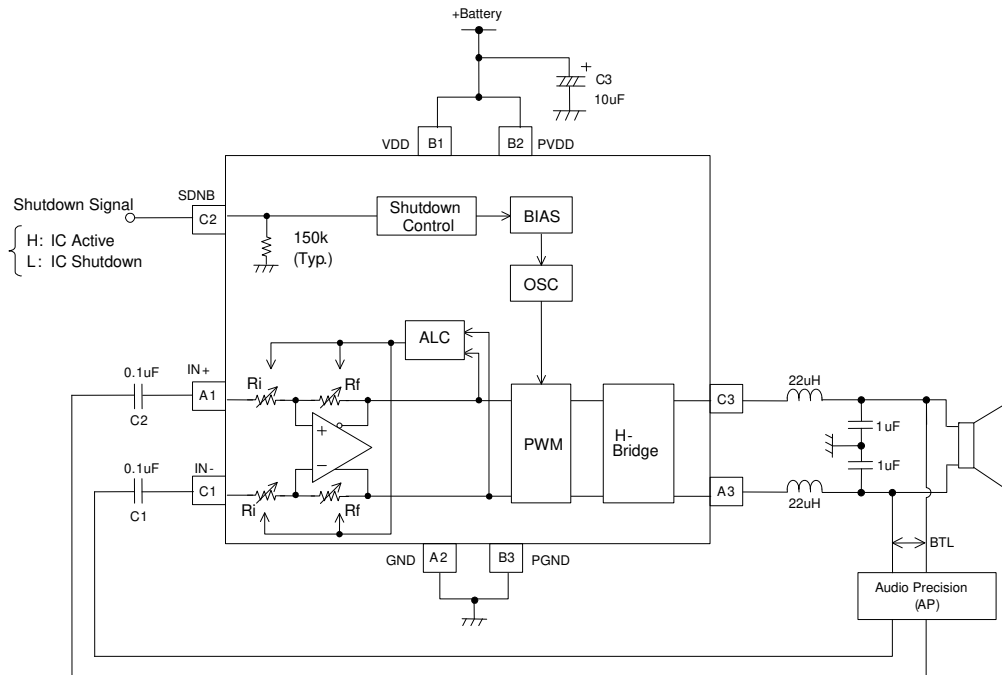 +Battery
+
C3
10uF
VDD
B1
B2
PVDD
SDNB
Shutdown Signal
C2
H: IC Active
L: IC Shutdown
150k
(Typ.)
Shutdown
Control
BIAS
OSC
ALC
0.1uF
IN+
A1
C2
Ri
Rf
+
−
PWM
H-
Bridge
C3
22uH
1uF
1uF
0.1uF
IN-
C1
C1
Ri
Rf
A3
22uH
GND
A2
B3
PGND
BTL
Audio Precision
(AP)